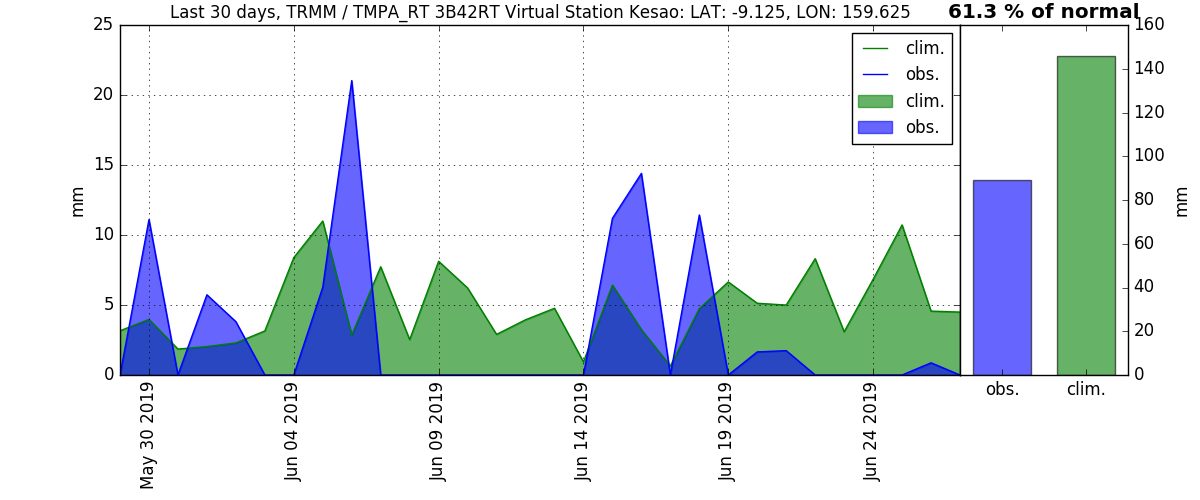 Last 30 days, TRMM / TMPA_RT 3B42RT Virtual Station Kesao: LAT: -9.125, LON: 159.625
61.3 % of normal
25
20
15
10
5
0
mm
clim.
obs.
clim.
obs.
May 30 2019
Jun 04 2019
Jun 09 2019
Jun 14 2019
Jun 19 2019
Jun 24 2019
160
140
120
100
80
60
40
20
0
mm
obs.
clim.